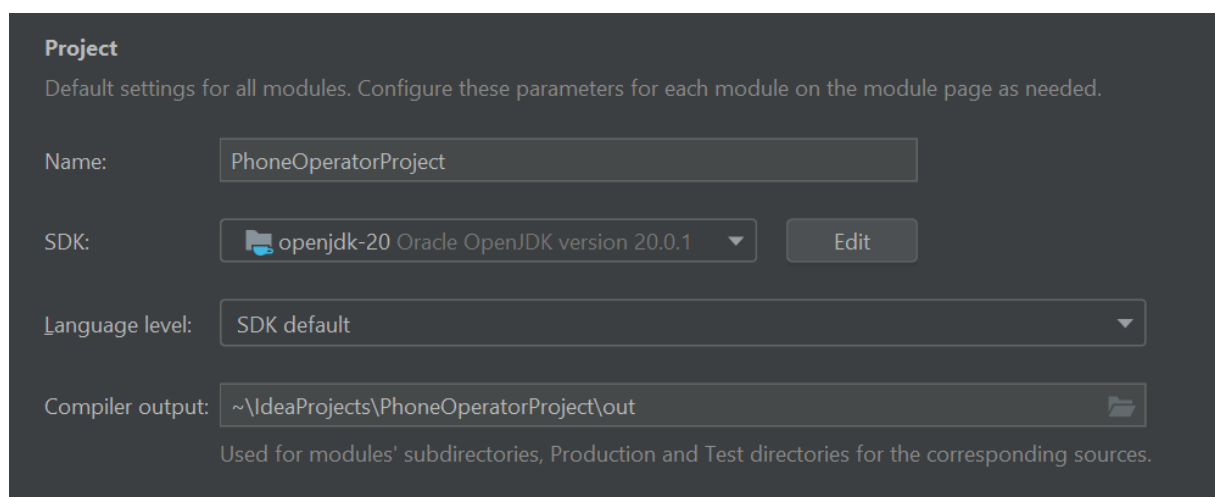 Project
Default settings for all modules. Configure these parameters for each module on the module page as needed.
Name: PhoneOperatorProject
SDK: openjdk-20 Oracle OpenJDK version 20.0.1 Edit
Language level: SDK default
Compiler output: ~\IdeaProjects\PhoneOperatorProject\out
Used for modules' subdirectories, Production and Test directories for the corresponding sources.